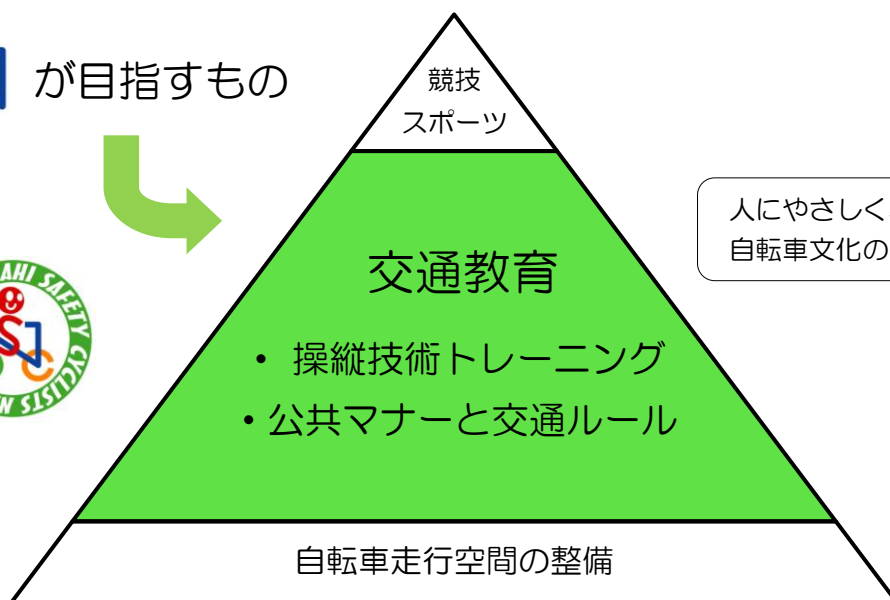 が目指すもの
競技
スポーツ
人にやさしく
自転車文化の
交通教育
• 操縦技術トレーニング
•公共マナーと交通ルール
SAFETY CYCLISTS
自転車走行空間の整備